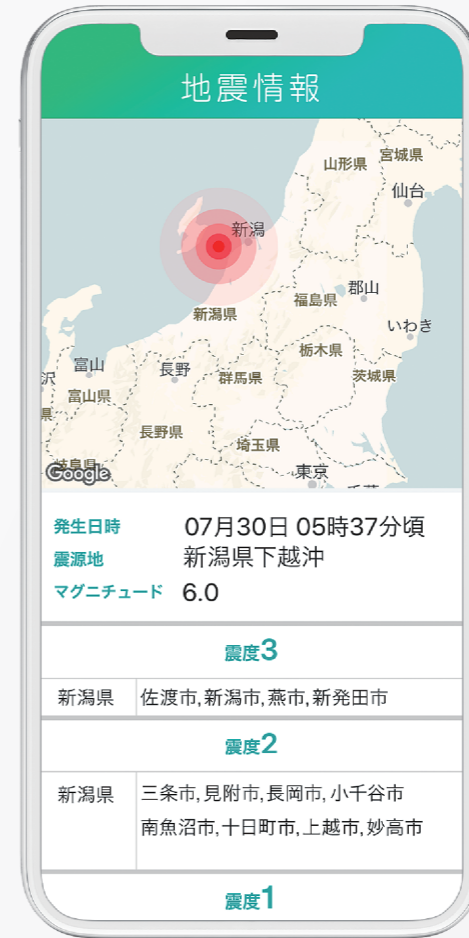 地震情報
山形県
宮城県
仙台
新潟
郡山
福島県
新潟県
いわき
栃木県
富山
長野
群馬県
茨城県
沢
富山県
県
長野県
埼玉県
岐阜県
Google
東京
千葉
発生日時 07月30日 05時37分頃
震源地 新潟県下越沖
マグニチュード 6.0
震度3
新潟県 佐渡市,新潟市,燕市,新発田市
震度2
新潟県 三条市,見附市,長岡市,小千谷市
南魚沼市,十日町市,上越市,妙高市
震度1